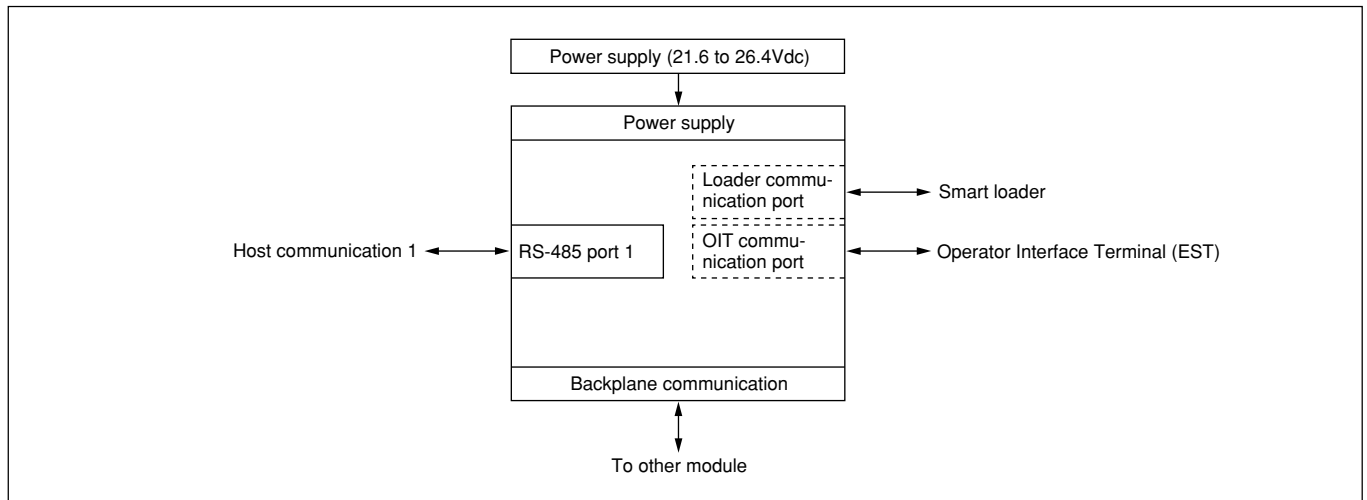 Power supply (21.6 to 26.4Vdc)
Power supply
Loader commu-
nication port
Smart loader
Host communication 1
RS-485 port 1
OIT commu-
nication port
Operator Interface Terminal (EST)
Backplane communication
To other module